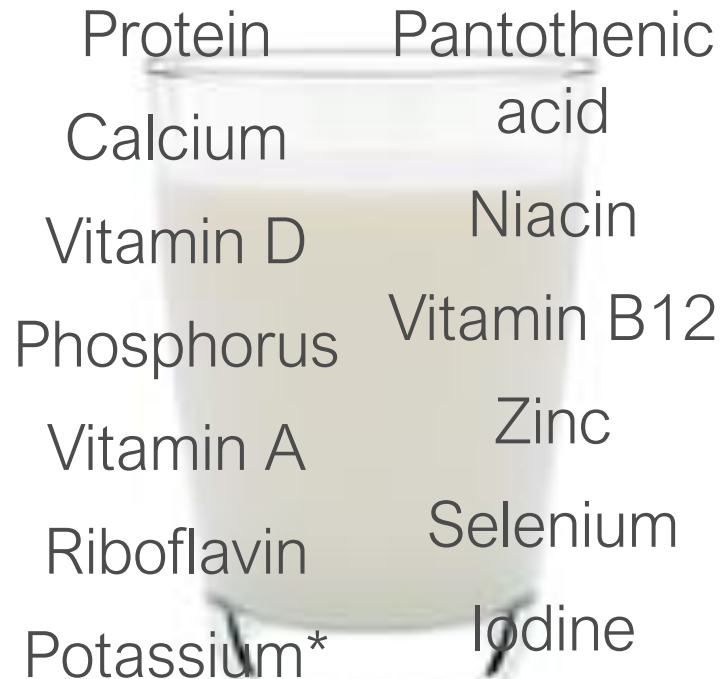 Protein
Calcium
Vitamin D
Phosphorus
Vitamin A
Riboflavin
Potassium*
Pantothenic
acid
Niacin
Vitamin B12
Zinc
Selenium
Iodine